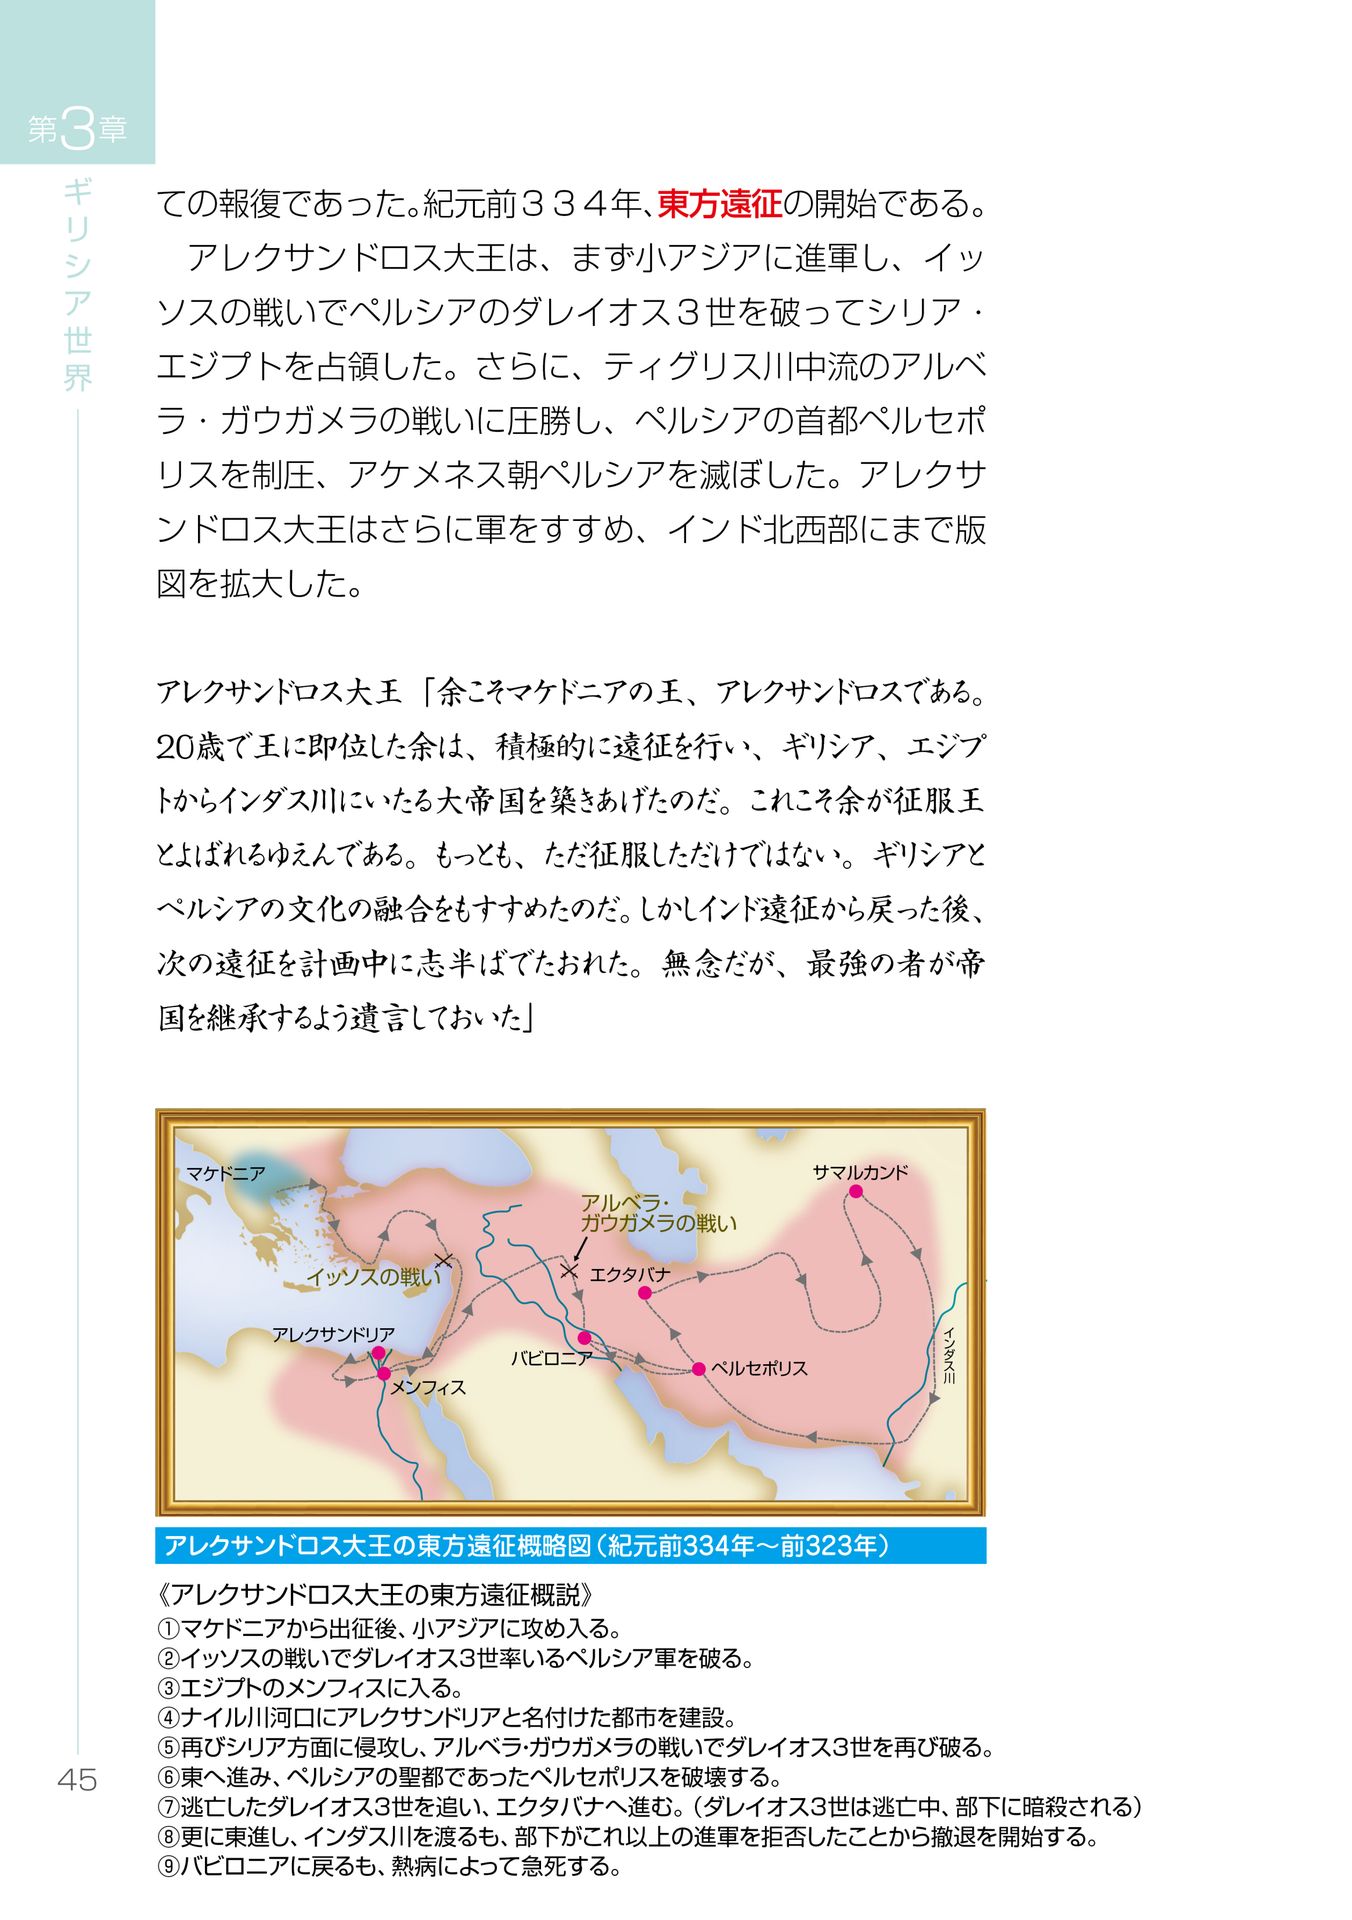 第3章
ギリシア世界
ての報復であった。紀元前３３４年、東方遠征の開始である。
　アレクサンドロス大王は、まず小アジアに進軍し、イッ
ソスの戦いでペルシアのダレイオス３世を破ってシリア・
エジプトを占領した。さらに、ティグリス川中流のアルベ
ラ・ガウガメラの戦いに圧勝し、ペルシアの首都ペルセポ
リスを制圧、アケメネス朝ペルシアを滅ぼした。アレクサ
ンドロス大王はさらに軍をすすめ、インド北西部にまで版
図を拡大した。
アレクサンドロス大王「余こそマケドニアの王、アレクサンドロスである。
20歳で王に即位した余は、積極的に遠征を行い、ギリシア、エジプ
トからインダス川にいたる大帝国を築きあげたのだ。これこそ余が征服王
とよばれるゆえんである。もっとも、ただ征服しただけではない。ギリシアと
ペルシアの文化の融合をもすすめたのだ。しかしインド遠征から戻った後、
次の遠征を計画中に志半ばでたおれた。無念だが、最強の者が帝
国を継承するよう遺言しておいた」
マケドニア
サマルカンド
アルベラ・
ガウガメラの戦い
イッソスの戦い
エクタバナ
アレクサンドリア
バビロニア
ペルセポリス
メンフィス
インダス川
アレクサンドロス大王の東方遠征概略図（紀元前334年～前323年）
《アレクサンドロス大王の東方遠征概説》
①マケドニアから出征後、小アジアに攻め入る。
②イッソスの戦いでダレイオス3世率いるペルシア軍を破る。
③エジプトのメンフィスに入る。
④ナイル川河口にアレクサンドリアと名付けた都市を建設。
⑤再びシリア方面に侵攻し、アルベラ・ガウガメラの戦いでダレイオス3世を再び破る。
⑥東へ進み、ペルシアの聖都であったペルセポリスを破壊する。
⑦逃亡したダレイオス3世を追い、エクタバナへ進む。（ダレイオス3世は逃亡中、部下に暗殺される）
⑧更に東進し、インダス川を渡るも、部下がこれ以上の進軍を拒否したことから撤退を開始する。
⑨バビロニアに戻るも、熱病によって急死する。
45